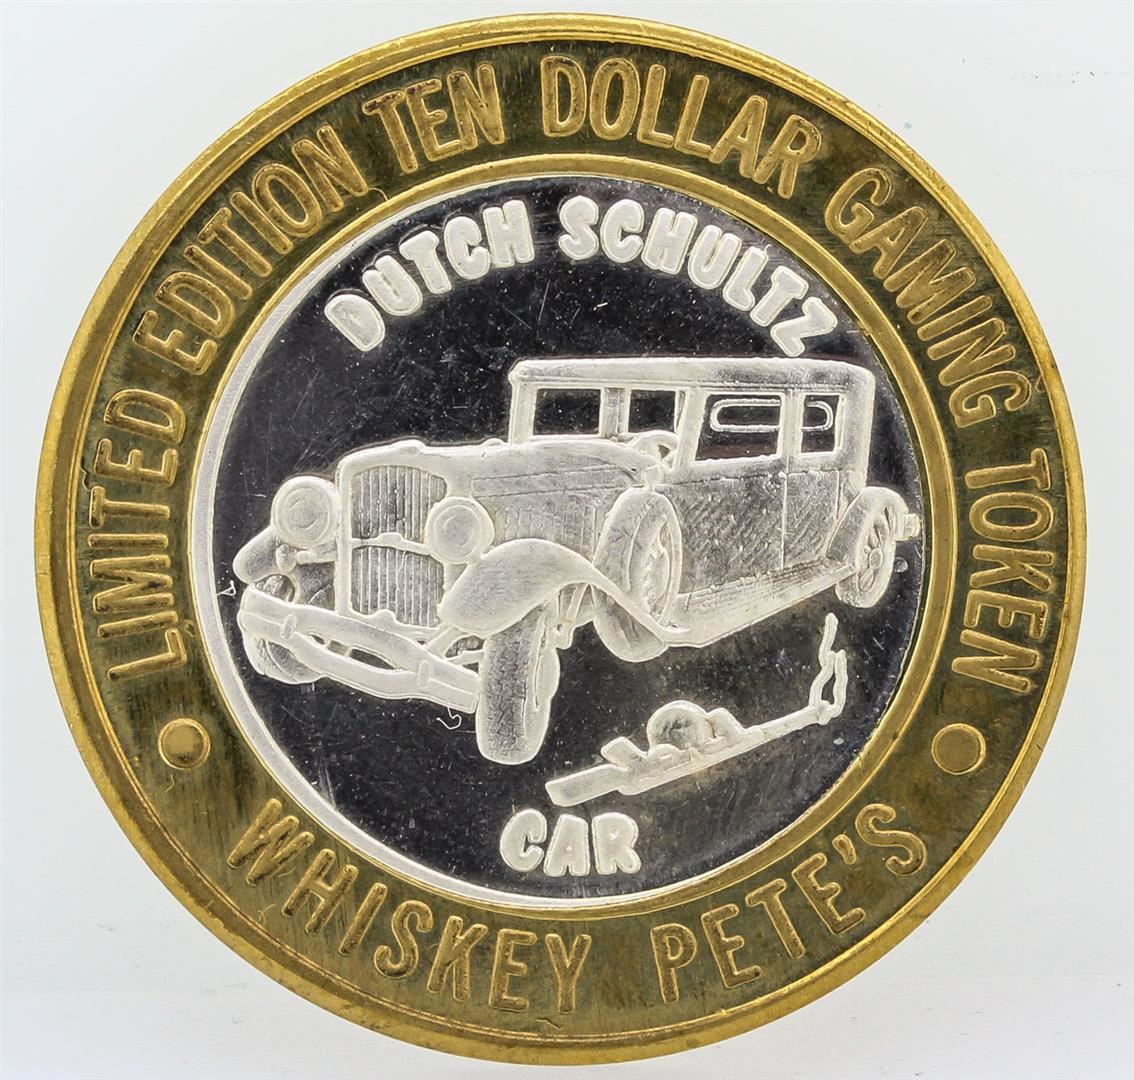 LIMITED EDITION TEN DOLLAR GAMING TOKEN
DUTCH SCHULTZ
CAR
WHISKEY PETE'S